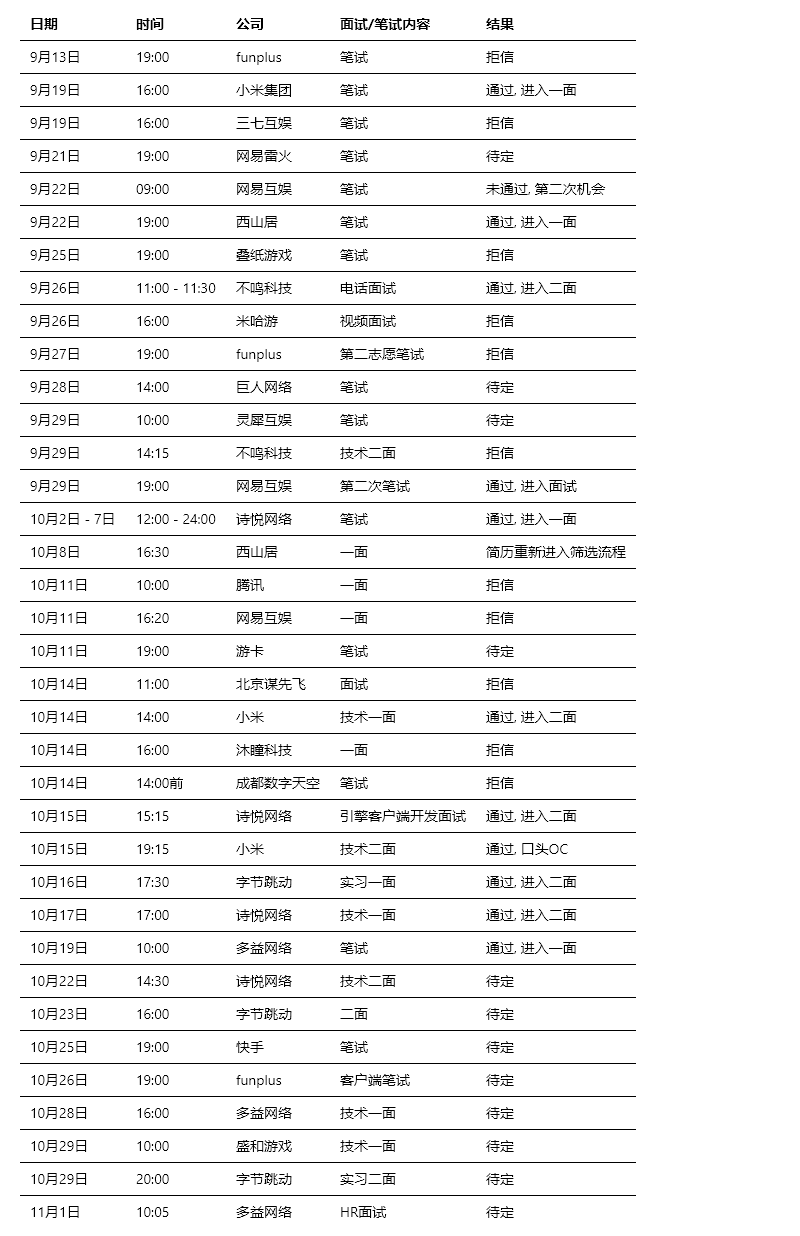 日期 时间 公司 面试/笔试内容 结果
9月13日 19:00 funplus 笔试 拒信
9月19日 16:00 小米集团 笔试 通过, 进入一面
9月19日 16:00 三七互娱 笔试 拒信
9月21日 19:00 网易雷火 笔试 待定
9月22日 09:00 网易互娱 笔试 未通过, 第二次机会
9月22日 19:00 西山居 笔试 通过, 进入一面
9月25日 19:00 叠纸游戏 笔试 拒信
9月26日 11:00 - 11:30 不鸣科技 电话面试 通过, 进入二面
9月26日 16:00 米哈游 视频面试 拒信
9月27日 19:00 funplus 第二志愿笔试 拒信
9月28日 14:00 巨人网络 笔试 待定
9月29日 10:00 灵犀互娱 笔试 待定
9月29日 14:15 不鸣科技 技术二面 拒信
9月29日 19:00 网易互娱 第二次笔试 通过, 进入面试
10月2日 - 7日 12:00 - 24:00 诗悦网络 笔试 通过, 进入一面
10月8日 16:30 西山居 一面 简历重新进入筛选流程
10月11日 10:00 腾讯 一面 拒信
10月11日 16:20 网易互娱 一面 拒信
10月11日 19:00 游卡 笔试 待定
10月14日 11:00 北京谋先飞 面试 拒信
10月14日 14:00 小米 技术一面 通过, 进入二面
10月14日 16:00 沐瞳科技 一面 拒信
10月14日 14:00前 成都数字天空 笔试 拒信
10月15日 15:15 诗悦网络 引擎客户端开发面试 通过, 进入二面
10月15日 19:15 小米 技术二面 通过, 口头OC
10月16日 17:30 字节跳动 实习一面 通过, 进入二面
10月17日 17:00 诗悦网络 技术一面 通过, 进入二面
10月19日 10:00 多益网络 笔试 通过, 进入一面
10月22日 14:30 诗悦网络 技术二面 待定
10月23日 16:00 字节跳动 二面 待定
10月25日 19:00 快手 笔试 待定
10月26日 19:00 funplus 客户端笔试 待定
10月28日 16:00 多益网络 技术一面 待定
10月29日 10:00 盛和游戏 技术一面 待定
10月29日 20:00 字节跳动 实习二面 待定
11月1日 10:05 多益网络 HR面试 待定